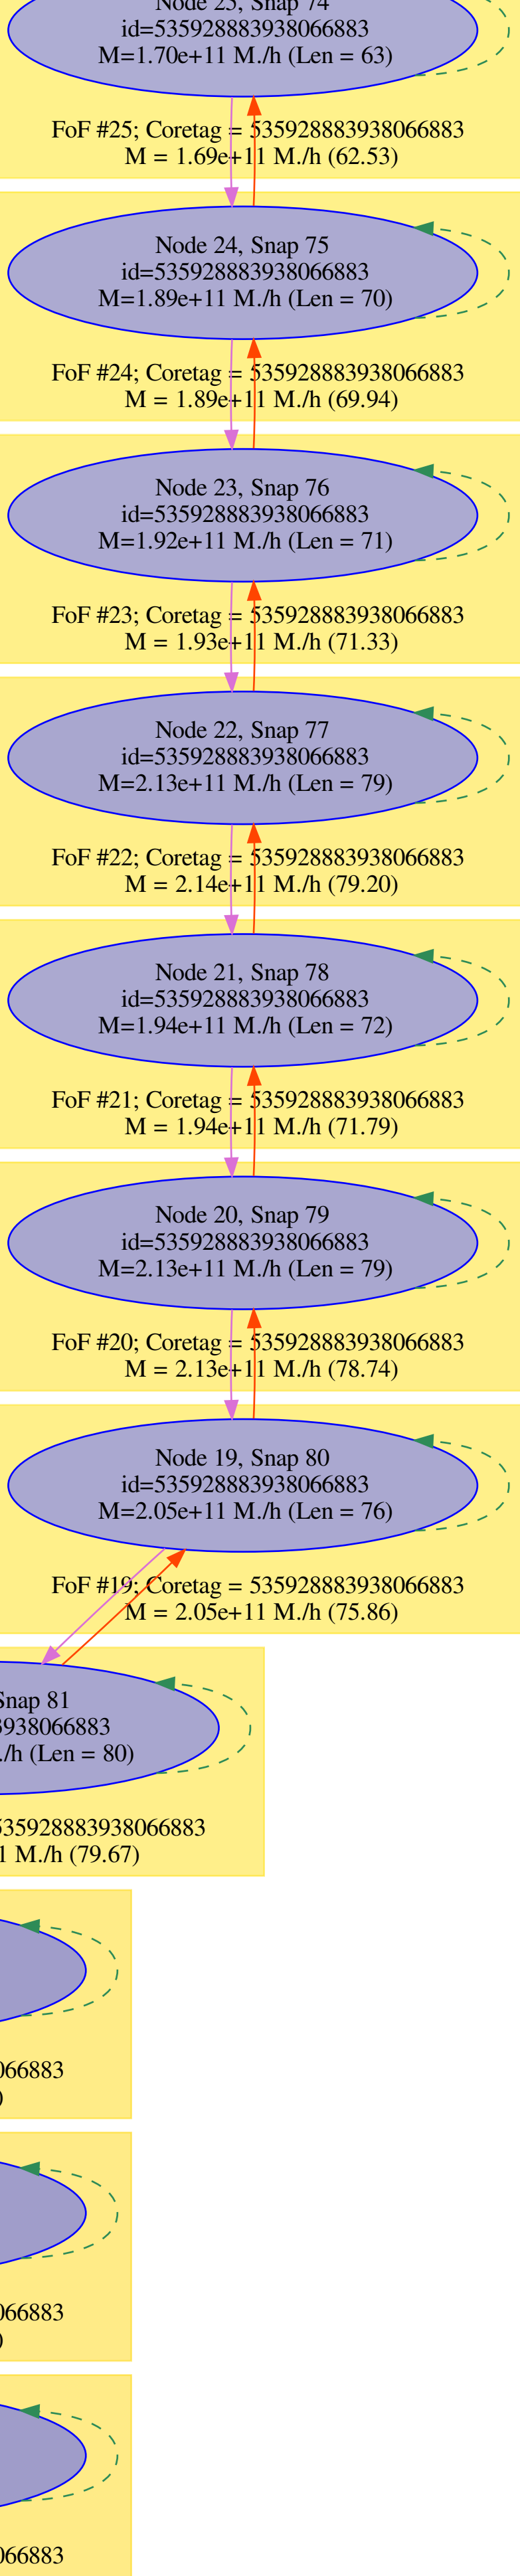 Node 25, Snap 74
id=535928883938066883
M=1.70e+11 M./h (Len = 63)
FoF #25; Coretag = 535928883938066883
M = 1.69e+11 M./h (62.53)
Node 24, Snap 75
id=535928883938066883
M=1.89e+11 M./h (Len = 70)
FoF #24; Coretag = 535928883938066883
M = 1.89e+11 M./h (69.94)
Node 23, Snap 76
id=535928883938066883
M=1.92e+11 M./h (Len = 71)
FoF #23; Coretag = 535928883938066883
M = 1.93e+11 M./h (71.33)
Node 22, Snap 77
id=535928883938066883
M=2.13e+11 M./h (Len = 79)
FoF #22; Coretag = 535928883938066883
M = 2.14e+11 M./h (79.20)
Node 21, Snap 78
id=535928883938066883
M=1.94e+11 M./h (Len = 72)
FoF #21; Coretag = 535928883938066883
M = 1.94e+11 M./h (71.79)
Node 20, Snap 79
id=535928883938066883
M=2.13e+11 M./h (Len = 79)
FoF #20; Coretag = 535928883938066883
M = 2.13e+11 M./h (78.74)
Node 19, Snap 80
id=535928883938066883
M=2.05e+11 M./h (Len = 76)
FoF #19; Coretag = 535928883938066883
M = 2.05e+11 M./h (75.86)
Snap 81
3938066883
./h (Len = 80)
535928883938066883
1 M./h (79.67)
066883
)
066883
)
066883